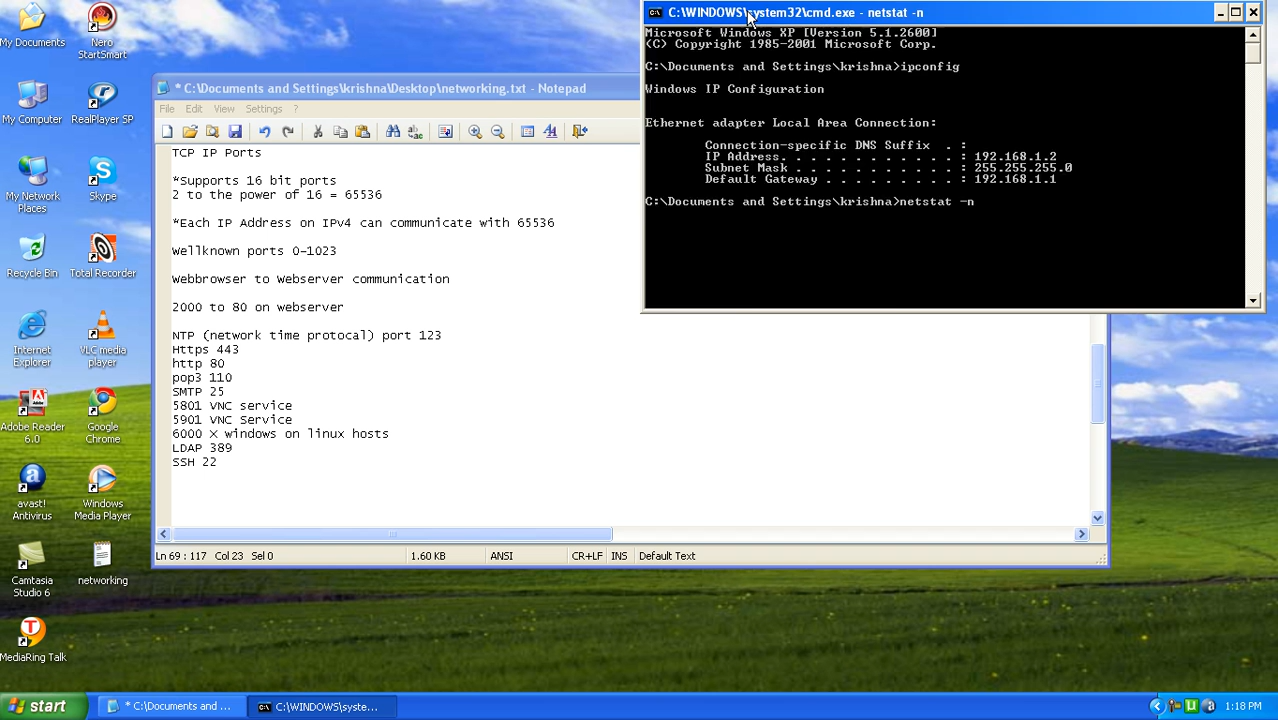 My Documents
Nero
StartSmart
My Computer
RealPlayer SP
My Network
Places
Skype
Recycle Bin
Total Recorder
Internet
Explorer
VLC media
player
Adobe Reader
6.0
Google
Chrome
avast!
Antivirus
Windows
Media Player
Camtasia
Studio 6
networking
MediaRing Talk
* C:\Documents and Settings\krishna\Desktop\networking.txt - Notepad
File Edit View Settings ?
TCP IP Ports
*Supports 16 bit ports
2 to the power of 16 = 65536
*Each IP Address on IPv4 can communicate with 65536
Wellknown ports 0-1023
Webbrowser to Webserver communication
2000 to 80 on webserver
NTP (network time protocal) port 123
Https 443
http 80
pop3 110
SMTP 25
5801 VNC service
5901 VNC Service
6000 X windows on linux hosts
LDAP 389
SSH 22
Ln 69 : 117 Col 23 Sel 0 1.60 KB ANSI CR+LF INS Default Text
C:\WINDOWS\system32\cmd.exe - netstat -n
Microsoft Windows XP [Version 5.1.2600]
(C) Copyright 1985-2001 Microsoft Corp.
C:\Documents and Settings\krishna>ipconfig
Windows IP Configuration
Ethernet adapter Local Area Connection:
Connection-specific DNS Suffix . :
IP Address. . . . . . . . . . . . : 192.168.1.2
Subnet Mask . . . . . . . . . . . : 255.255.255.0
Default Gateway . . . . . . . . . : 192.168.1.1
C:\Documents and Settings\krishna>netstat -n
start
* C:\Documents and ...
C:\WINDOWS\syste...
1:18 PM